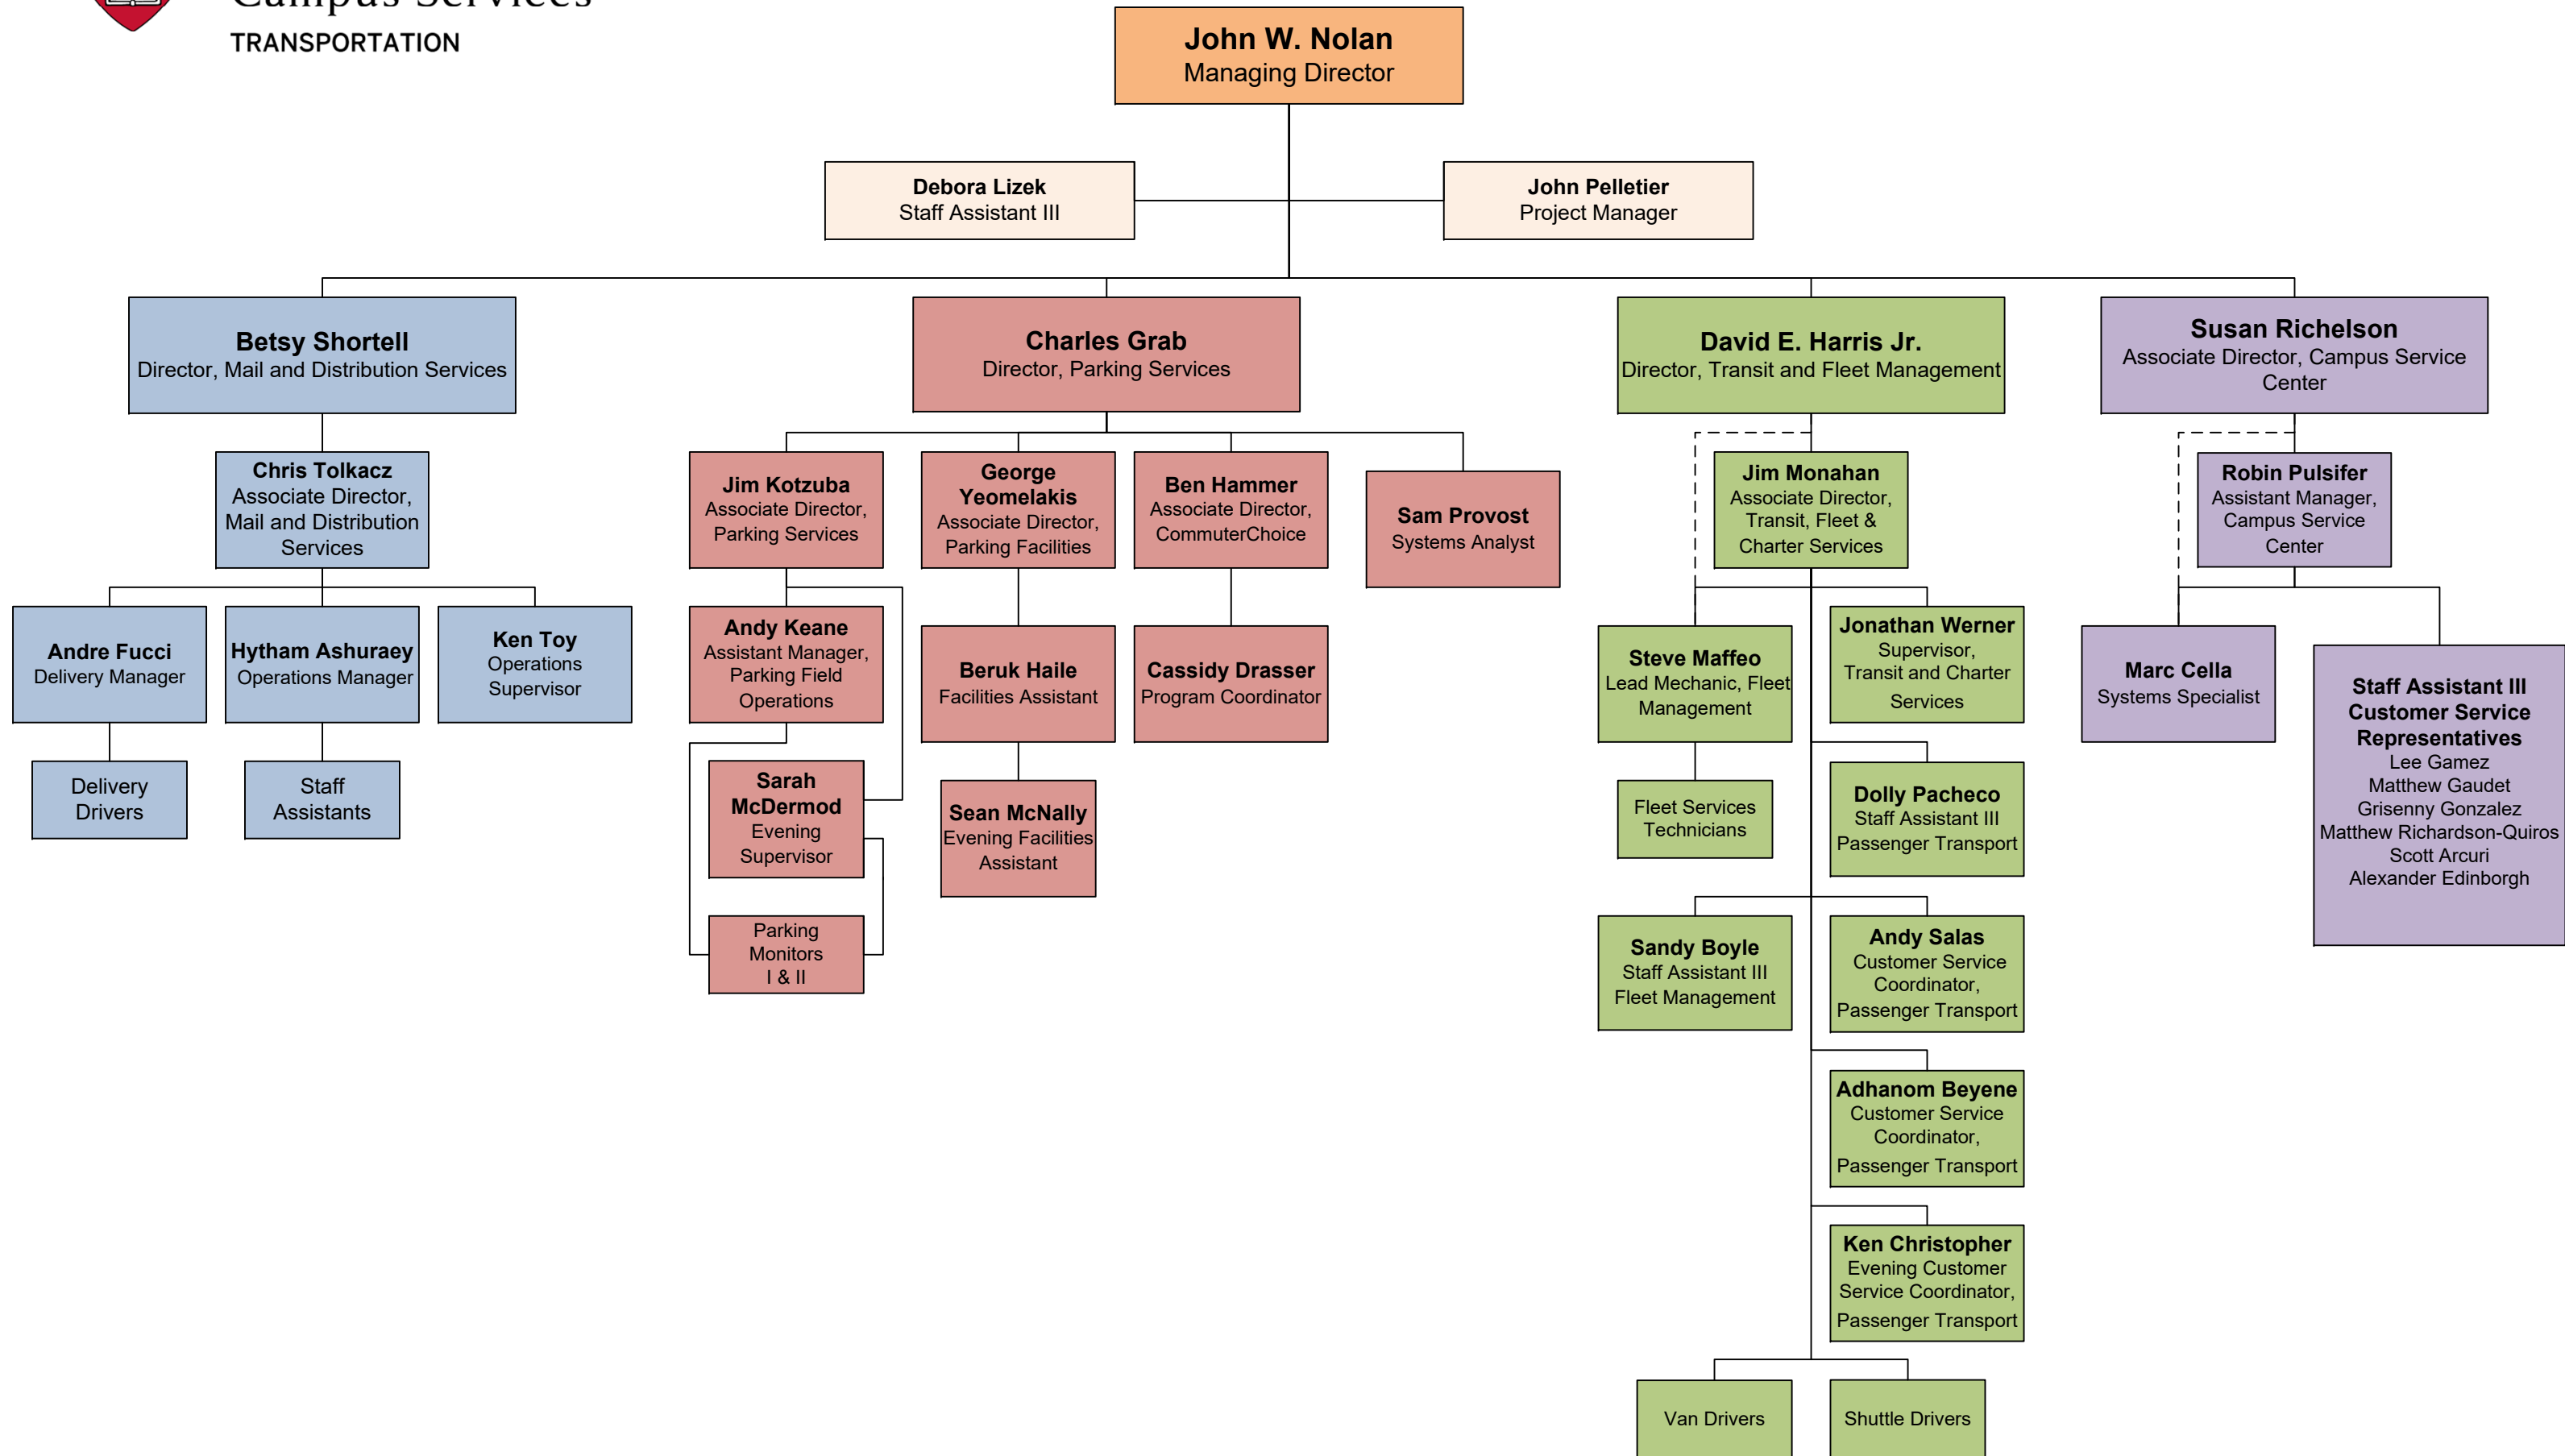 Campus Services
TRANSPORTATION
John W. Nolan
Managing Director
Debora Lizek
Staff Assistant III
John Pelletier
Project Manager
Betsy Shortell
Director, Mail and Distribution Services
Charles Grab
Director, Parking Services
David E. Harris Jr.
Director, Transit and Fleet Management
Susan Richelson
Associate Director, Campus Service
Center
Chris Tolkacz
Associate Director,
Mail and Distribution
Services
Jim Kotzuba
Associate Director,
Parking Services
George
Yeomelakis
Associate Director,
Parking Facilities
Ben Hammer
Associate Director,
CommuterChoice
Sam Provost
Systems Analyst
Jim Monahan
Associate Director,
Transit, Fleet &
Charter Services
Robin Pulsifer
Assistant Manager,
Campus Service
Center
Andre Fucci
Delivery Manager
Hytham Ashuraey
Operations Manager
Ken Toy
Operations
Supervisor
Andy Keane
Assistant Manager,
Parking Field
Operations
Beruk Haile
Facilities Assistant
Cassidy Drasser
Program Coordinator
Steve Maffeo
Lead Mechanic, Fleet
Management
Jonathan Werner
Supervisor,
Transit and Charter
Services
Marc Cella
Systems Specialist
Staff Assistant III
Customer Service
Representatives
Lee Gamez
Matthew Gaudet
Grisenny Gonzalez
Matthew Richardson-Quiros
Scott Arcuri
Alexander Edinborgh
Delivery
Drivers
Staff
Assistants
Sarah
McDermod
Evening
Supervisor
Sean McNally
Evening Facilities
Assistant
Fleet Services
Technicians
Dolly Pacheco
Staff Assistant III
Passenger Transport
Parking
Monitors
I & II
Sandy Boyle
Staff Assistant III
Fleet Management
Andy Salas
Customer Service
Coordinator,
Passenger Transport
Adhanom Beyene
Customer Service
Coordinator,
Passenger Transport
Ken Christopher
Evening Customer
Service Coordinator,
Passenger Transport
Van Drivers
Shuttle Drivers